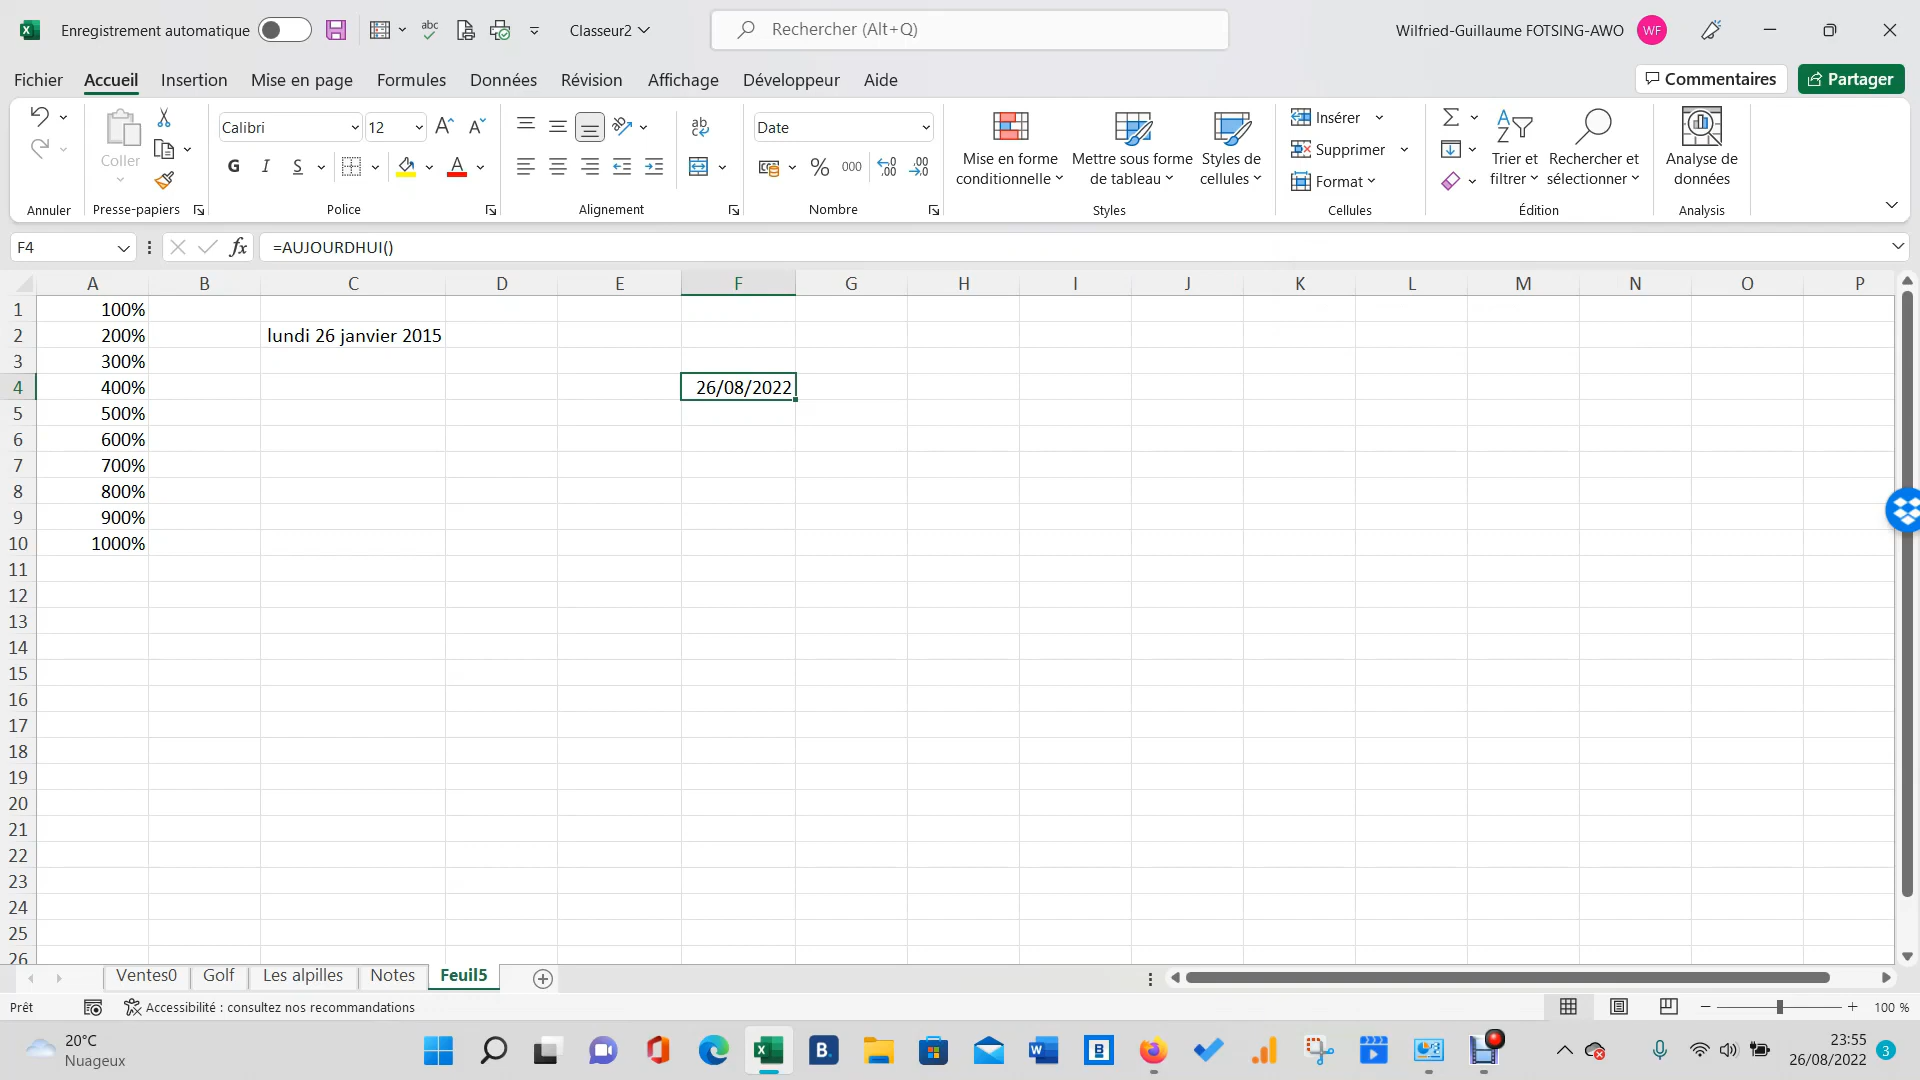 Enregistrement automatique
Classeur2
Rechercher (Alt+Q)
Wilfried-Guillaume FOTSING-AWO
WF
Fichier Accueil Insertion Mise en page Formules Données Révision Affichage Développeur Aide
Commentaires
Partager
Coller
Calibri
12
G I S
Date
% 000
Mise en forme conditionnelle
Mettre sous forme de tableau
Styles de cellules
Insérer
Supprimer
Format
Trier et filtrer
Rechercher et sélectionner
Analyse de données
Annuler
Presse-papiers
Police
Alignement
Nombre
Styles
Cellules
Édition
Analysis
F4
fx
=AUJOURDHUI()
A B C D E F G H I J K L M N O P
1 100%
2 200% lundi 26 janvier 2015
3 300%
4 400% 26/08/2022
5 500%
6 600%
7 700%
8 800%
9 900%
10 1000%
11
12
13
14
15
16
17
18
19
20
21
22
23
24
25
26
Ventes0 Golf Les alpilles Notes Feuil5
Prêt
Accessibilité : consultez nos recommandations
100 %
20°C
Nuageux
23:55
26/08/2022
3